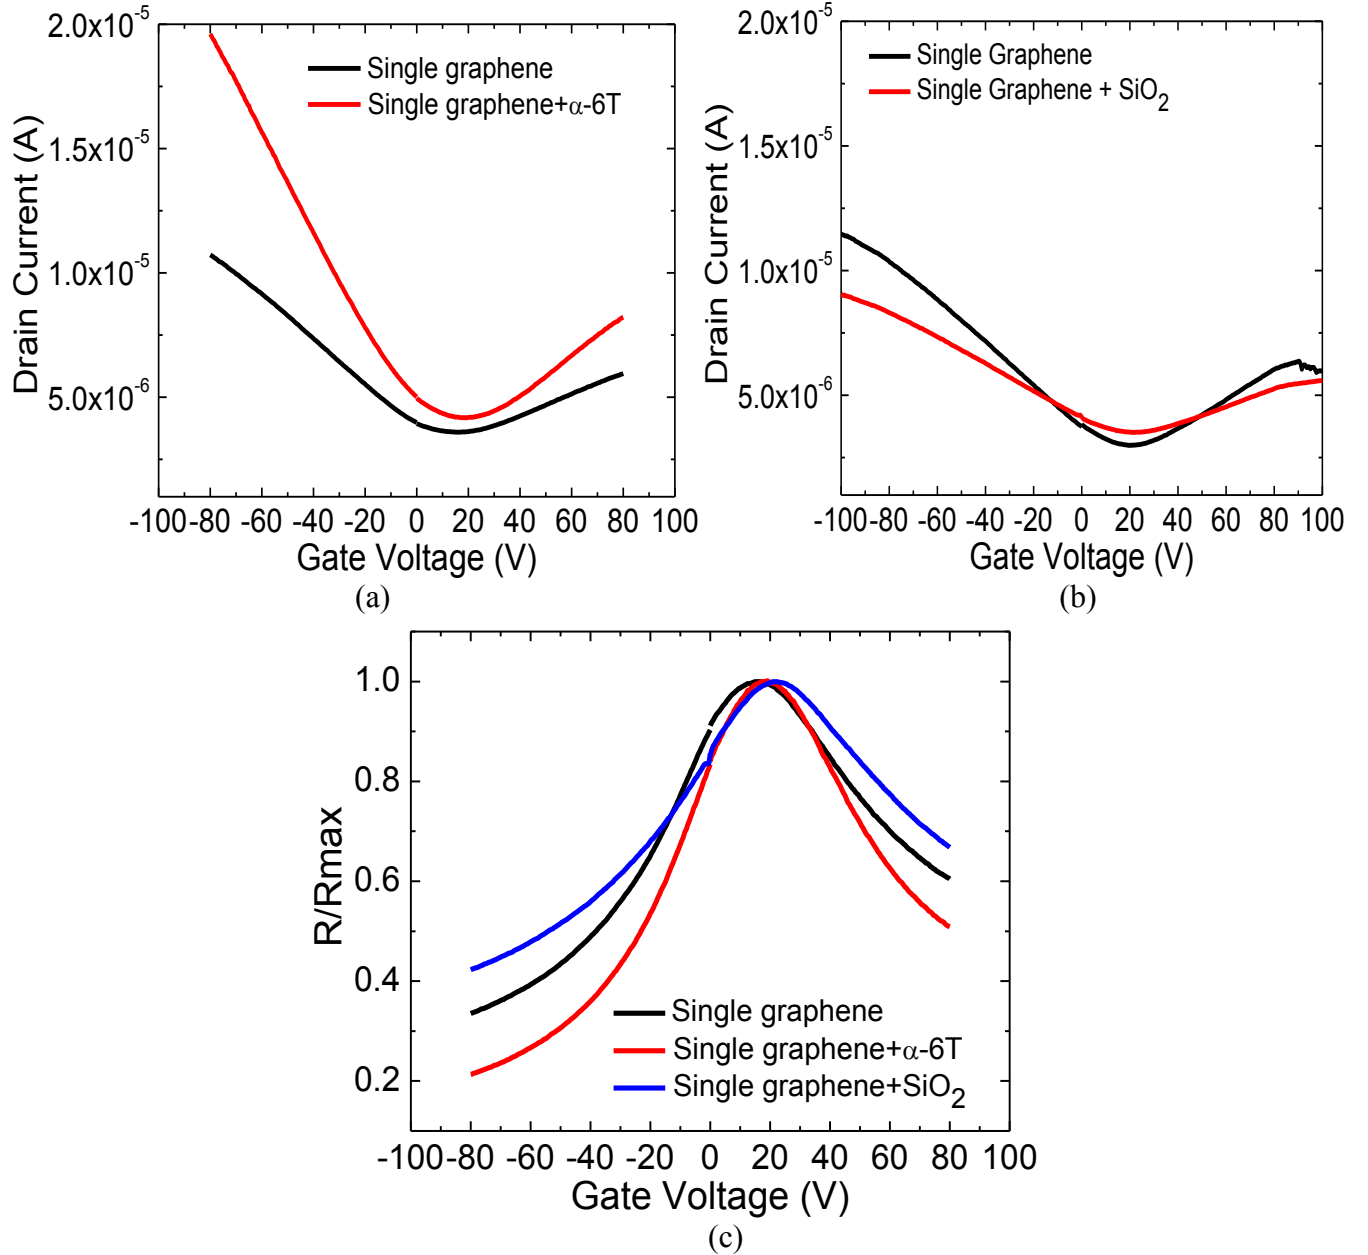 2.0x10-5
1.5x10-5
1.0x10-5
5.0x10-6
Drain Current (A)
Single graphene
Single graphene+α-6T
-100 -80 -60 -40 -20 0 20 40 60 80 100
Gate Voltage (V)
(a)
2.0x10-5
1.5x10-5
1.0x10-5
5.0x10-6
Drain Current (A)
Single Graphene
Single Graphene + SiO2
-100 -80 -60 -40 -20 0 20 40 60 80 100
Gate Voltage (V)
(b)
1.0
0.8
0.6
0.4
0.2
R/Rmax
Single graphene
Single graphene+α-6T
Single graphene+SiO2
-100 -80 -60 -40 -20 0 20 40 60 80 100
Gate Voltage (V)
(c)